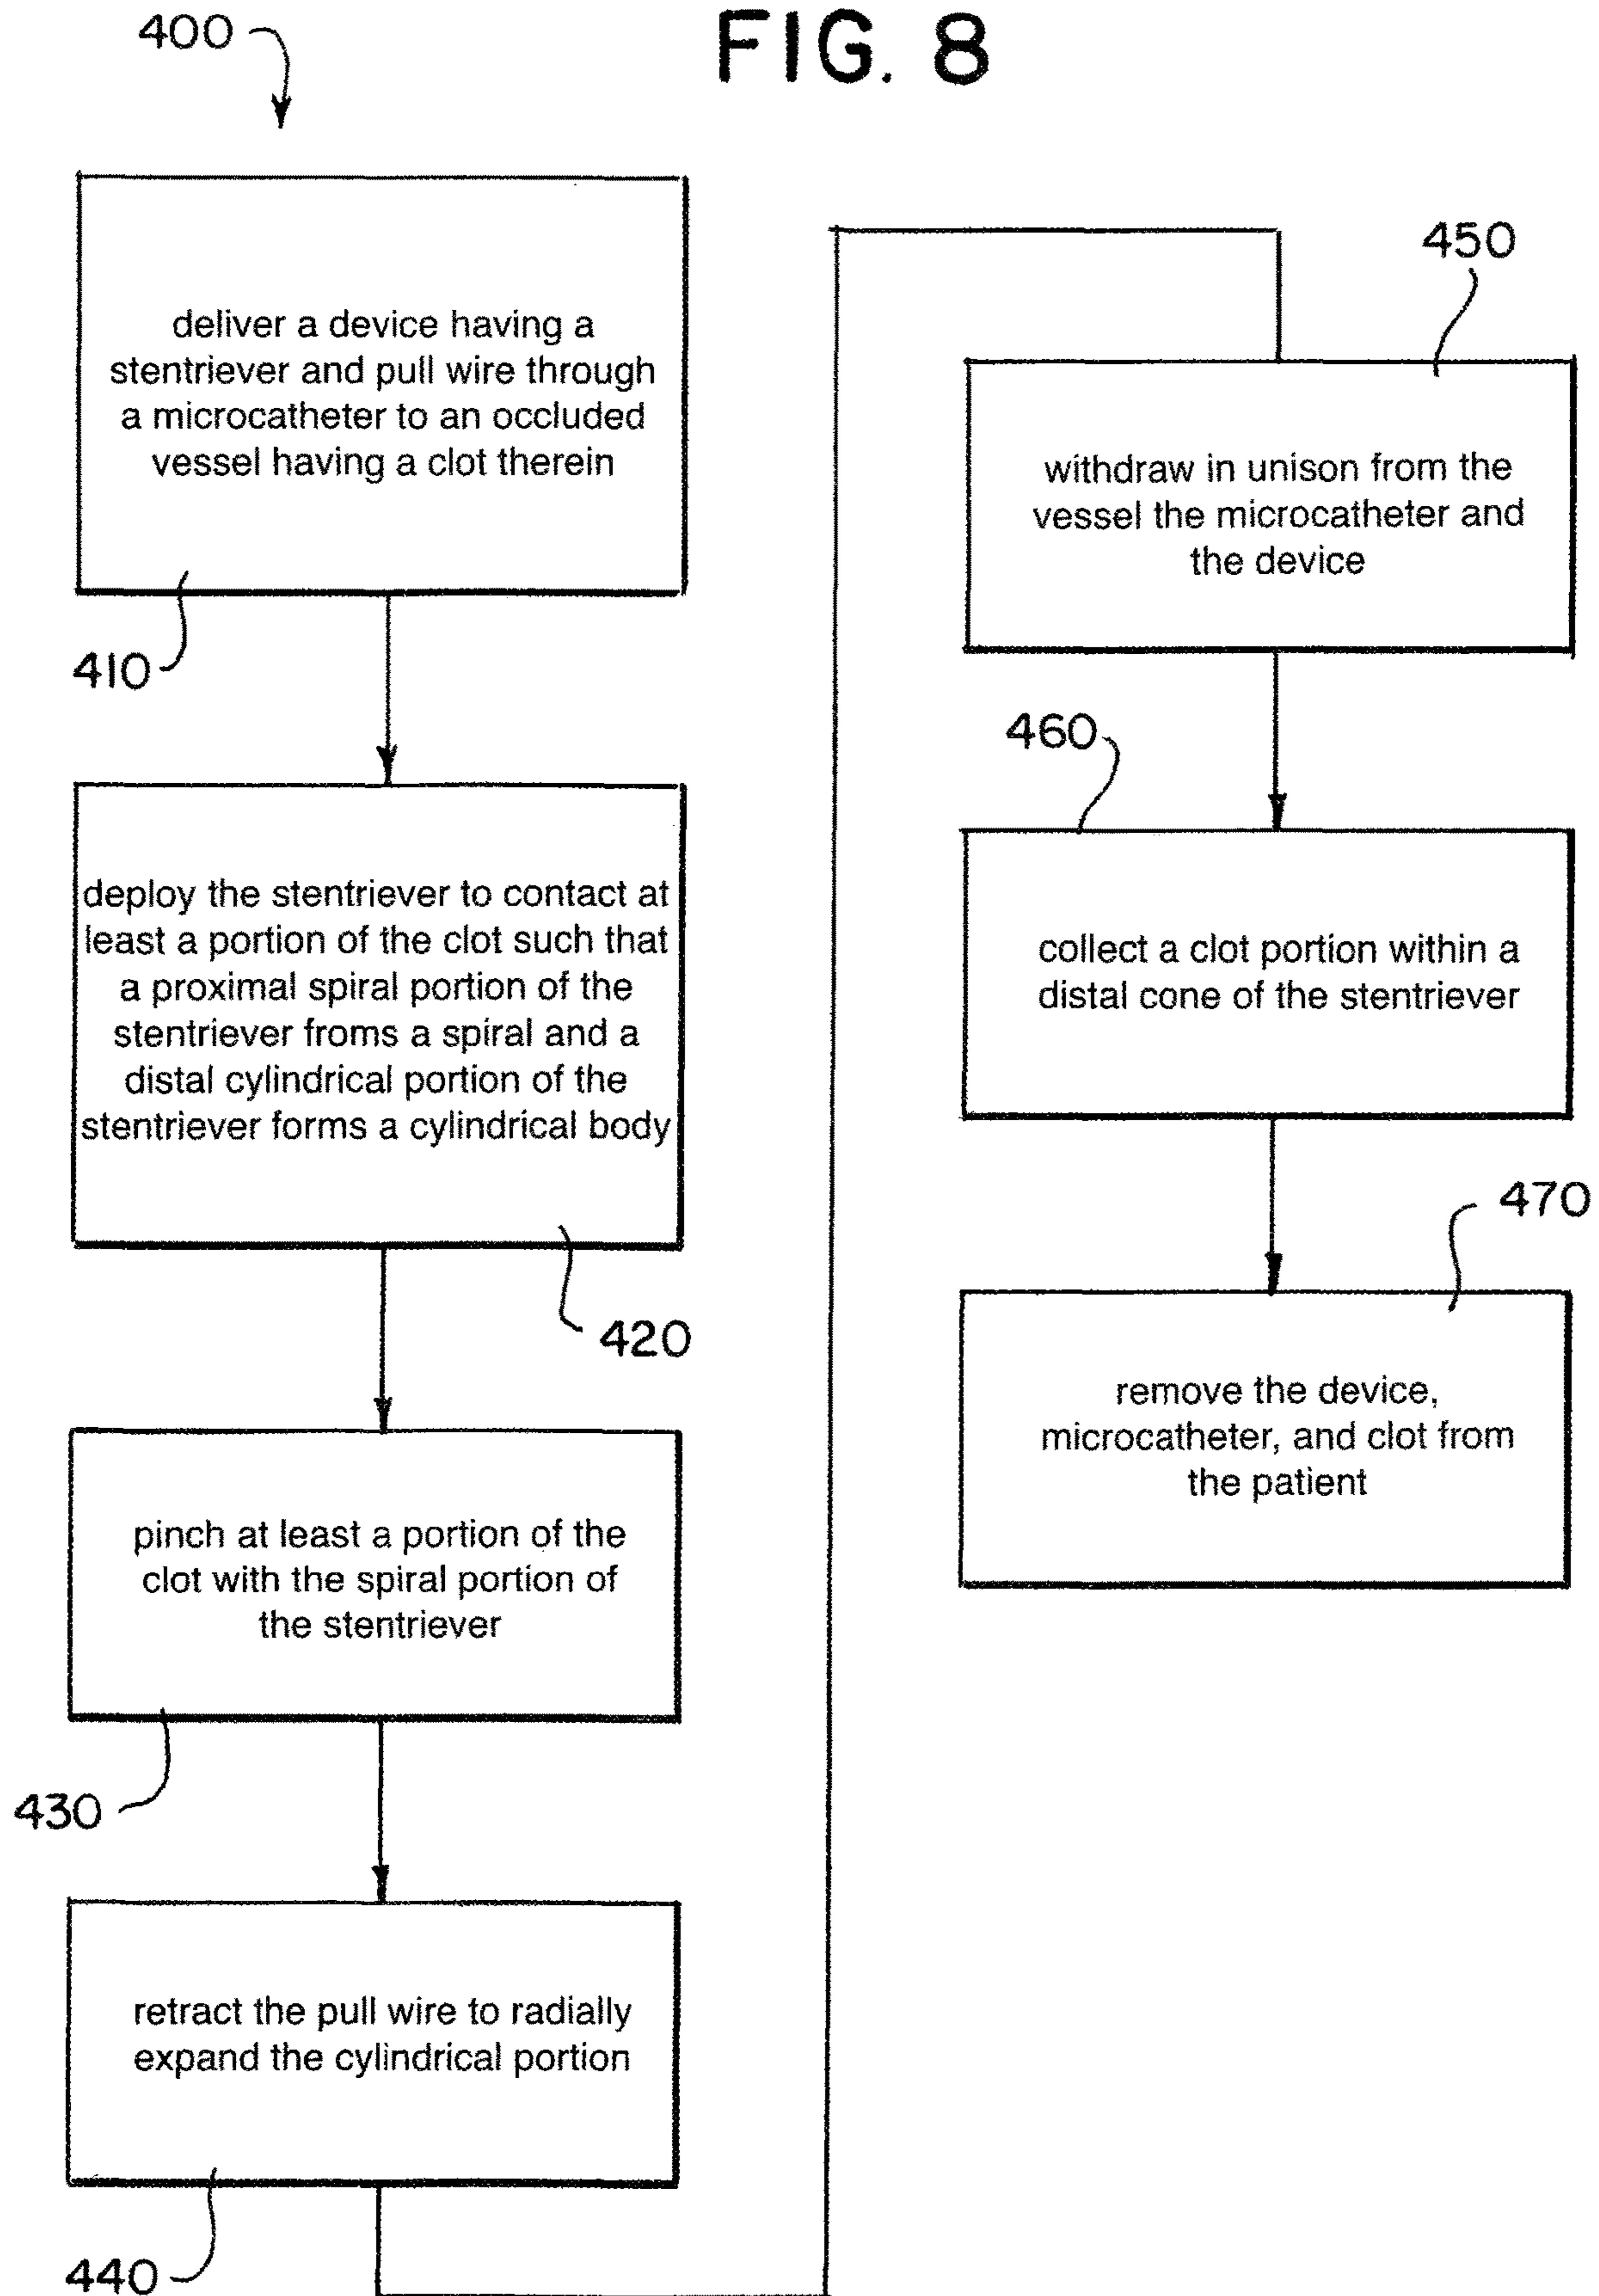 FIG. 8
400
deliver a device having a
stentriever and pull wire through
a microcatheter to an occluded
vessel having a clot therein
410
deploy the stentriever to contact at
least a portion of the clot such that
a proximal spiral portion of the
stentriever froms a spiral and a
distal cylindrical portion of the
stentriever forms a cylindrical body
420
pinch at least a portion of the
clot with the spiral portion of
the stentriever
430
retract the pull wire to radially
expand the cylindrical portion
440
450
withdraw in unison from the
vessel the microcatheter and
the device
460
collect a clot portion within a
distal cone of the stentriever
470
remove the device,
microcatheter, and clot from
the patient